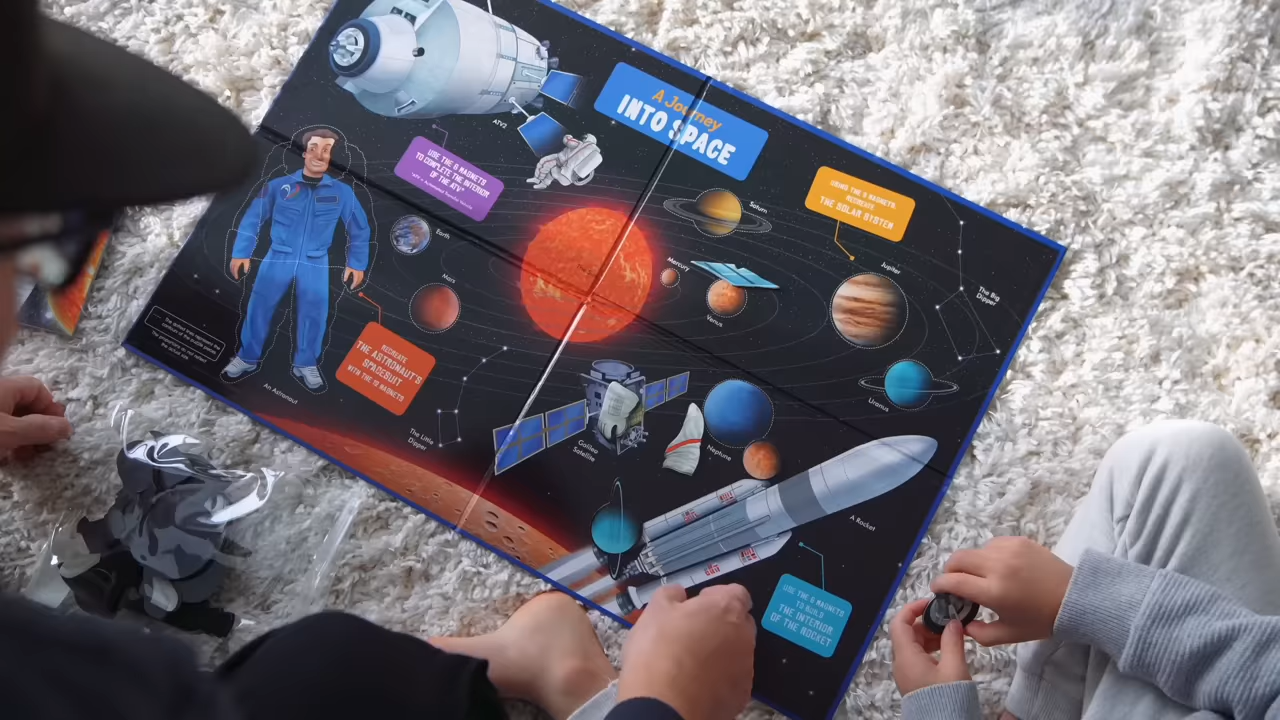 A Journey
INTO SPACE
ATV2
USE THE 6 MAGNETS
TO COMPLETE THE INTERIOR
OF THE ATV*
USING THE 8 MAGNETS,
RECREATE
THE SOLAR SYSTEM
Saturn
Earth
Mercury
Jupiter
The Big
Dipper
Mars
Venus
RECREATE
THE ASTRONAUT'S
SPACESUIT
WITH THE 10 MAGNETS
Uranus
An Astronaut
The Little
Dipper
Galileo
Satellite
Neptune
A Rocket
USE THE 6 MAGNETS
TO BUILD
THE INTERIOR
OF THE ROCKET